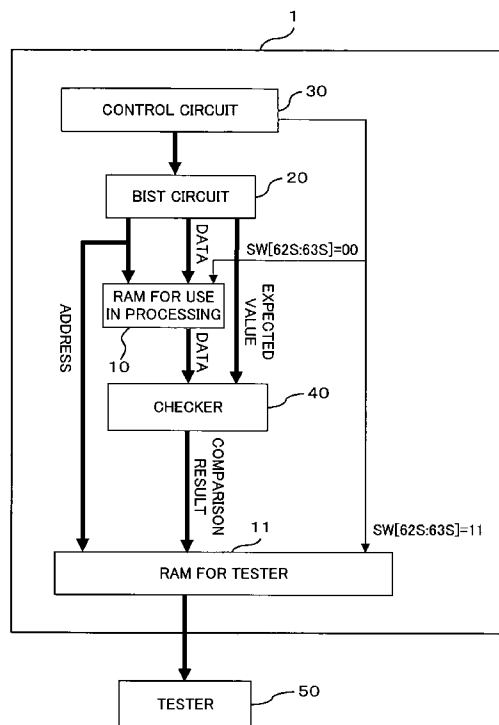 1
30
CONTROL CIRCUIT
20
BIST CIRCUIT
DATA
SW[62S:63S]=00
RAM FOR USE
IN PROCESSING
10
ADDRESS
DATA
EXPECTED
VALUE
40
CHECKER
COMPARISON
RESULT
11
SW[62S:63S]=11
RAM FOR TESTER
50
TESTER